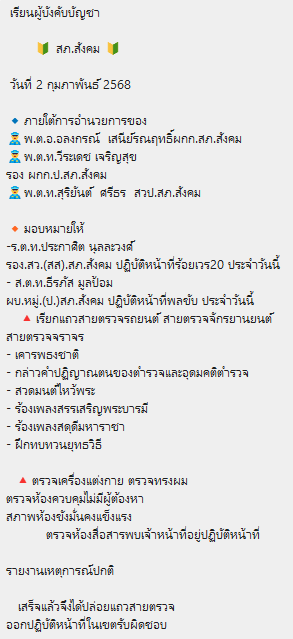 เรียนผู้บังคับบัญชา
🔰 สภ.สังคม 🔰
วันที่ 2 กุมภาพันธ์ 2568
🔹ภายใต้การอำนวยการของ
👮พ.ต.อ.อลงกรณ์ เสนีย์รณฤทธิ์ผกก.สภ.สังคม
👮พ.ต.ท.วีระเดช เจริญสุข
รอง ผกก.ป.สภ.สังคม
👮พ.ต.ท.สุริยันต์ ศรีธร สวป.สภ.สังคม
🔸มอบหมายให้
-ร.ต.ท.ประกาศิต นุลละวงค์
รอง.สว.(สส).สภ.สังคม ปฏิบัติหน้าที่ร้อยเวร20 ประจำวันนี้
- ส.ต.ท.ธีรภัส มูลป้อม
ผบ.หมู่.(ป.)สภ.สังคม ปฏิบัติหน้าที่พลขับ ประจำวันนี้
🔺เรียกแถวสายตรวจรถยนต์ สายตรวจจักรยานยนต์
สายตรวจจราจร
- เคารพธงชาติ
- กล่าวคำปฏิญาณตนของตำรวจและอุดมคติตำรวจ
- สวดมนต์ไหว้พระ
- ร้องเพลงสรรเสริญพระบารมี
- ร้องเพลงสดุดีมหาราชา
- ฝึกทบทวนยุทธวิธี
🔺ตรวจเครื่องแต่งกาย ตรวจทรงผม
ตรวจห้องควบคุมไม่มีผู้ต้องหา
สภาพห้องขังมั่นคงแข็งแรง
ตรวจห้องสื่อสารพบเจ้าหน้าที่อยู่ปฏิบัติหน้าที่
รายงานเหตุการณ์ปกติ
เสร็จแล้วจึงได้ปล่อยแถวสายตรวจ
ออกปฏิบัติหน้าที่ในเขตรับผิดชอบ